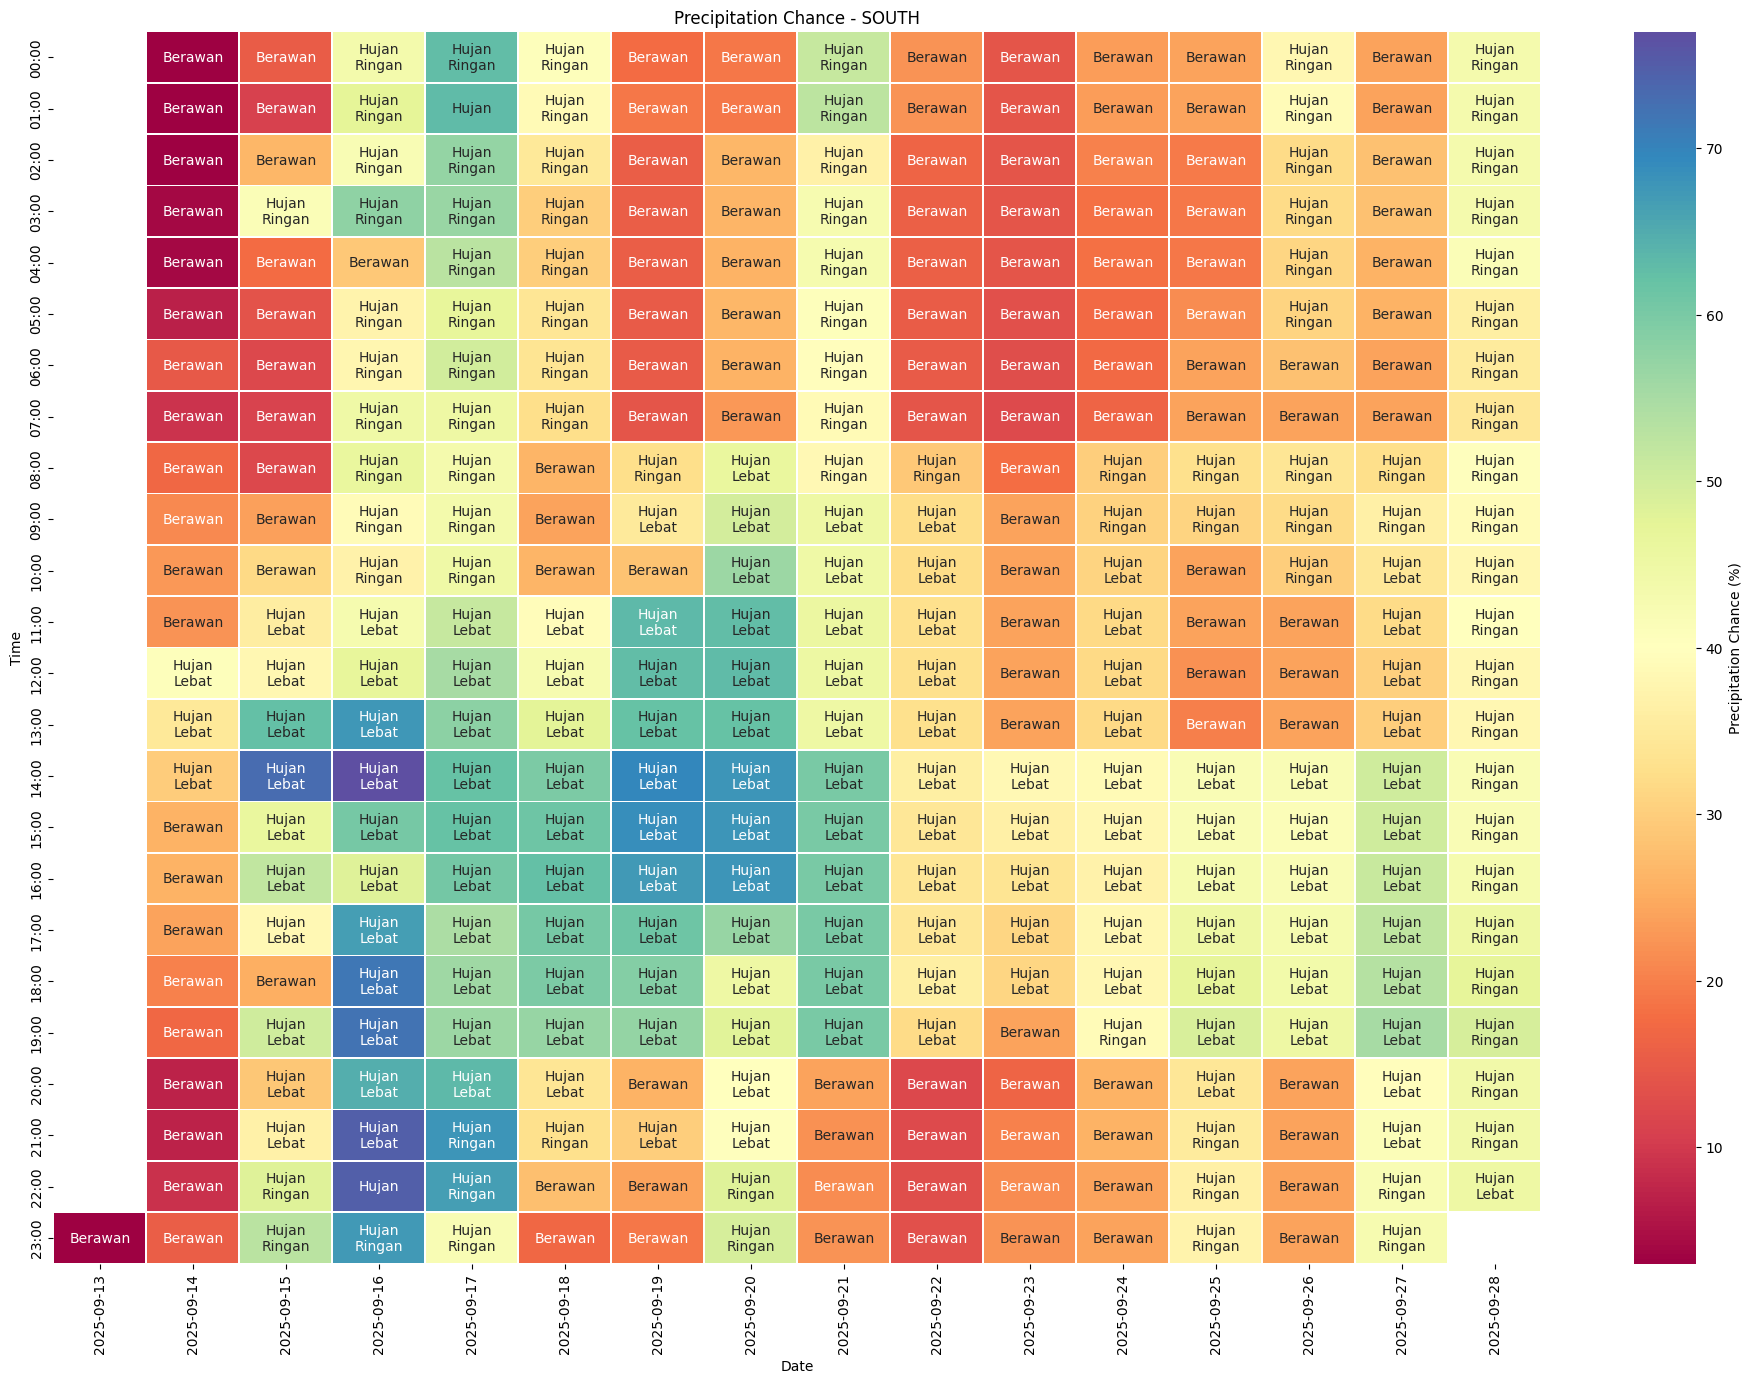 Precipitation Chance - SOUTH
00:00 Berawan Berawan Hujan Ringan Hujan Ringan Hujan Ringan Berawan Berawan Hujan Ringan Berawan Berawan Berawan Berawan Hujan Ringan Berawan Hujan Ringan
01:00 Berawan Berawan Hujan Ringan Hujan Hujan Ringan Berawan Berawan Hujan Ringan Berawan Berawan Berawan Berawan Hujan Ringan Berawan Hujan Ringan
02:00 Berawan Berawan Hujan Ringan Hujan Ringan Hujan Ringan Berawan Berawan Hujan Ringan Berawan Berawan Berawan Berawan Hujan Ringan Berawan Hujan Ringan
03:00 Berawan Hujan Ringan Hujan Ringan Hujan Ringan Hujan Ringan Berawan Berawan Hujan Ringan Berawan Berawan Berawan Berawan Hujan Ringan Berawan Hujan Ringan
04:00 Berawan Berawan Berawan Hujan Ringan Hujan Ringan Berawan Berawan Hujan Ringan Berawan Berawan Berawan Berawan Hujan Ringan Berawan Hujan Ringan
05:00 Berawan Berawan Hujan Ringan Hujan Ringan Hujan Ringan Berawan Berawan Hujan Ringan Berawan Berawan Berawan Berawan Hujan Ringan Berawan Hujan Ringan
06:00 Berawan Berawan Hujan Ringan Hujan Ringan Hujan Ringan Berawan Berawan Hujan Ringan Berawan Berawan Berawan Berawan Berawan Berawan Hujan Ringan
07:00 Berawan Berawan Hujan Ringan Hujan Ringan Hujan Ringan Berawan Berawan Hujan Ringan Berawan Berawan Berawan Berawan Berawan Berawan Hujan Ringan
08:00 Berawan Berawan Hujan Ringan Hujan Ringan Berawan Hujan Ringan Hujan Lebat Hujan Ringan Hujan Ringan Berawan Hujan Ringan Hujan Ringan Hujan Ringan Hujan Ringan Hujan Ringan
09:00 Berawan Berawan Hujan Ringan Hujan Ringan Berawan Hujan Lebat Hujan Lebat Hujan Lebat Hujan Lebat Berawan Hujan Ringan Hujan Ringan Hujan Ringan Hujan Ringan Hujan Ringan
10:00 Berawan Berawan Hujan Ringan Hujan Ringan Berawan Berawan Hujan Lebat Hujan Lebat Hujan Lebat Berawan Hujan Lebat Berawan Hujan Ringan Hujan Lebat Hujan Ringan
11:00 Berawan Hujan Lebat Hujan Lebat Hujan Lebat Hujan Lebat Hujan Lebat Hujan Lebat Hujan Lebat Hujan Lebat Berawan Hujan Lebat Berawan Berawan Hujan Lebat Hujan Ringan
12:00 Hujan Lebat Hujan Lebat Hujan Lebat Hujan Lebat Hujan Lebat Hujan Lebat Hujan Lebat Hujan Lebat Hujan Lebat Berawan Hujan Lebat Berawan Berawan Hujan Lebat Hujan Ringan
13:00 Hujan Lebat Hujan Lebat Hujan Lebat Hujan Lebat Hujan Lebat Hujan Lebat Hujan Lebat Hujan Lebat Hujan Lebat Berawan Hujan Lebat Berawan Berawan Hujan Lebat Hujan Ringan
14:00 Hujan Lebat Hujan Lebat Hujan Lebat Hujan Lebat Hujan Lebat Hujan Lebat Hujan Lebat Hujan Lebat Hujan Lebat Hujan Lebat Hujan Lebat Hujan Lebat Hujan Lebat Hujan Lebat Hujan Ringan
15:00 Berawan Hujan Lebat Hujan Lebat Hujan Lebat Hujan Lebat Hujan Lebat Hujan Lebat Hujan Lebat Hujan Lebat Hujan Lebat Hujan Lebat Hujan Lebat Hujan Lebat Hujan Lebat Hujan Ringan
16:00 Berawan Hujan Lebat Hujan Lebat Hujan Lebat Hujan Lebat Hujan Lebat Hujan Lebat Hujan Lebat Hujan Lebat Hujan Lebat Hujan Lebat Hujan Lebat Hujan Lebat Hujan Lebat Hujan Ringan
17:00 Berawan Hujan Lebat Hujan Lebat Hujan Lebat Hujan Lebat Hujan Lebat Hujan Lebat Hujan Lebat Hujan Lebat Hujan Lebat Hujan Lebat Hujan Lebat Hujan Lebat Hujan Lebat Hujan Ringan
18:00 Berawan Berawan Hujan Lebat Hujan Lebat Hujan Lebat Hujan Lebat Hujan Lebat Hujan Lebat Hujan Lebat Hujan Lebat Hujan Lebat Hujan Lebat Hujan Lebat Hujan Lebat Hujan Ringan
19:00 Berawan Hujan Lebat Hujan Lebat Hujan Lebat Hujan Lebat Hujan Lebat Hujan Lebat Hujan Lebat Hujan Lebat Berawan Hujan Ringan Hujan Lebat Hujan Lebat Hujan Lebat Hujan Ringan
20:00 Berawan Hujan Lebat Hujan Lebat Hujan Lebat Hujan Lebat Berawan Hujan Lebat Berawan Berawan Berawan Berawan Hujan Lebat Berawan Hujan Lebat Hujan Ringan
21:00 Berawan Hujan Lebat Hujan Lebat Hujan Ringan Hujan Ringan Hujan Lebat Hujan Lebat Berawan Berawan Berawan Berawan Hujan Ringan Berawan Hujan Lebat Hujan Ringan
22:00 Berawan Hujan Ringan Hujan Hujan Ringan Berawan Berawan Hujan Ringan Berawan Berawan Berawan Berawan Hujan Ringan Berawan Hujan Ringan Hujan Lebat
23:00 Berawan Berawan Hujan Ringan Hujan Ringan Hujan Ringan Berawan Berawan Hujan Ringan Berawan Berawan Berawan Berawan Hujan Ringan Berawan Hujan Ringan
Time
2025-09-13 2025-09-14 2025-09-15 2025-09-16 2025-09-17 2025-09-18 2025-09-19 2025-09-20 2025-09-21 2025-09-22 2025-09-23 2025-09-24 2025-09-25 2025-09-26 2025-09-27 2025-09-28
Date
70
60
50
40
30
20
10
Precipitation Chance (%)